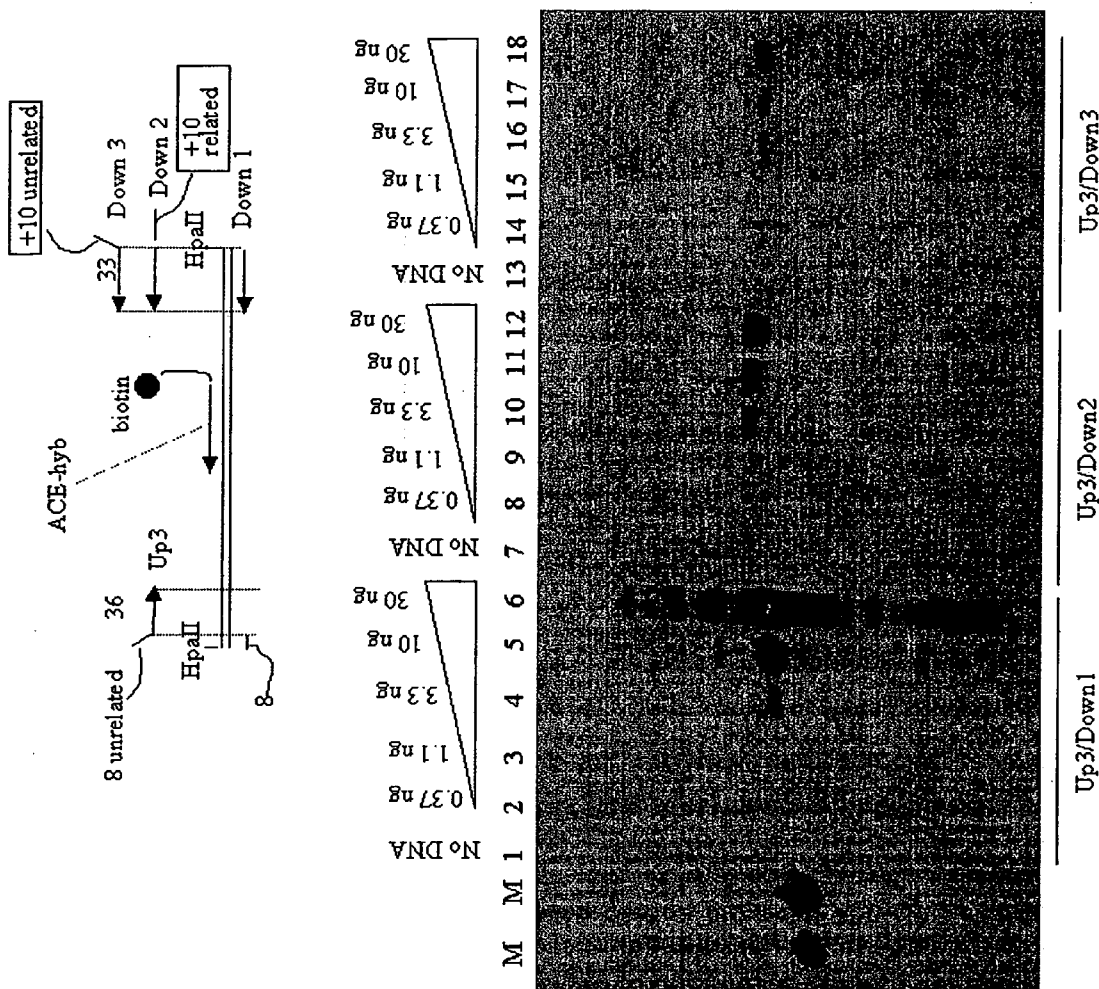 +10 unrelated
Down 3
33
Down 2
+10
related
HpaII
Down 1
biotin
ACE-hyb
Up3
36
8 unrelated
HpaII
8
No DNA
0.37 ng
1.1 ng
3.3 ng
10 ng
30 ng
No DNA
0.37 ng
1.1 ng
3.3 ng
10 ng
30 ng
No DNA
0.37 ng
1.1 ng
3.3 ng
10 ng
30 ng
M M 1 2 3 4 5 6 7 8 9 10 11 12 13 14 15 16 17 18
Up3/Down1
Up3/Down2
Up3/Down3